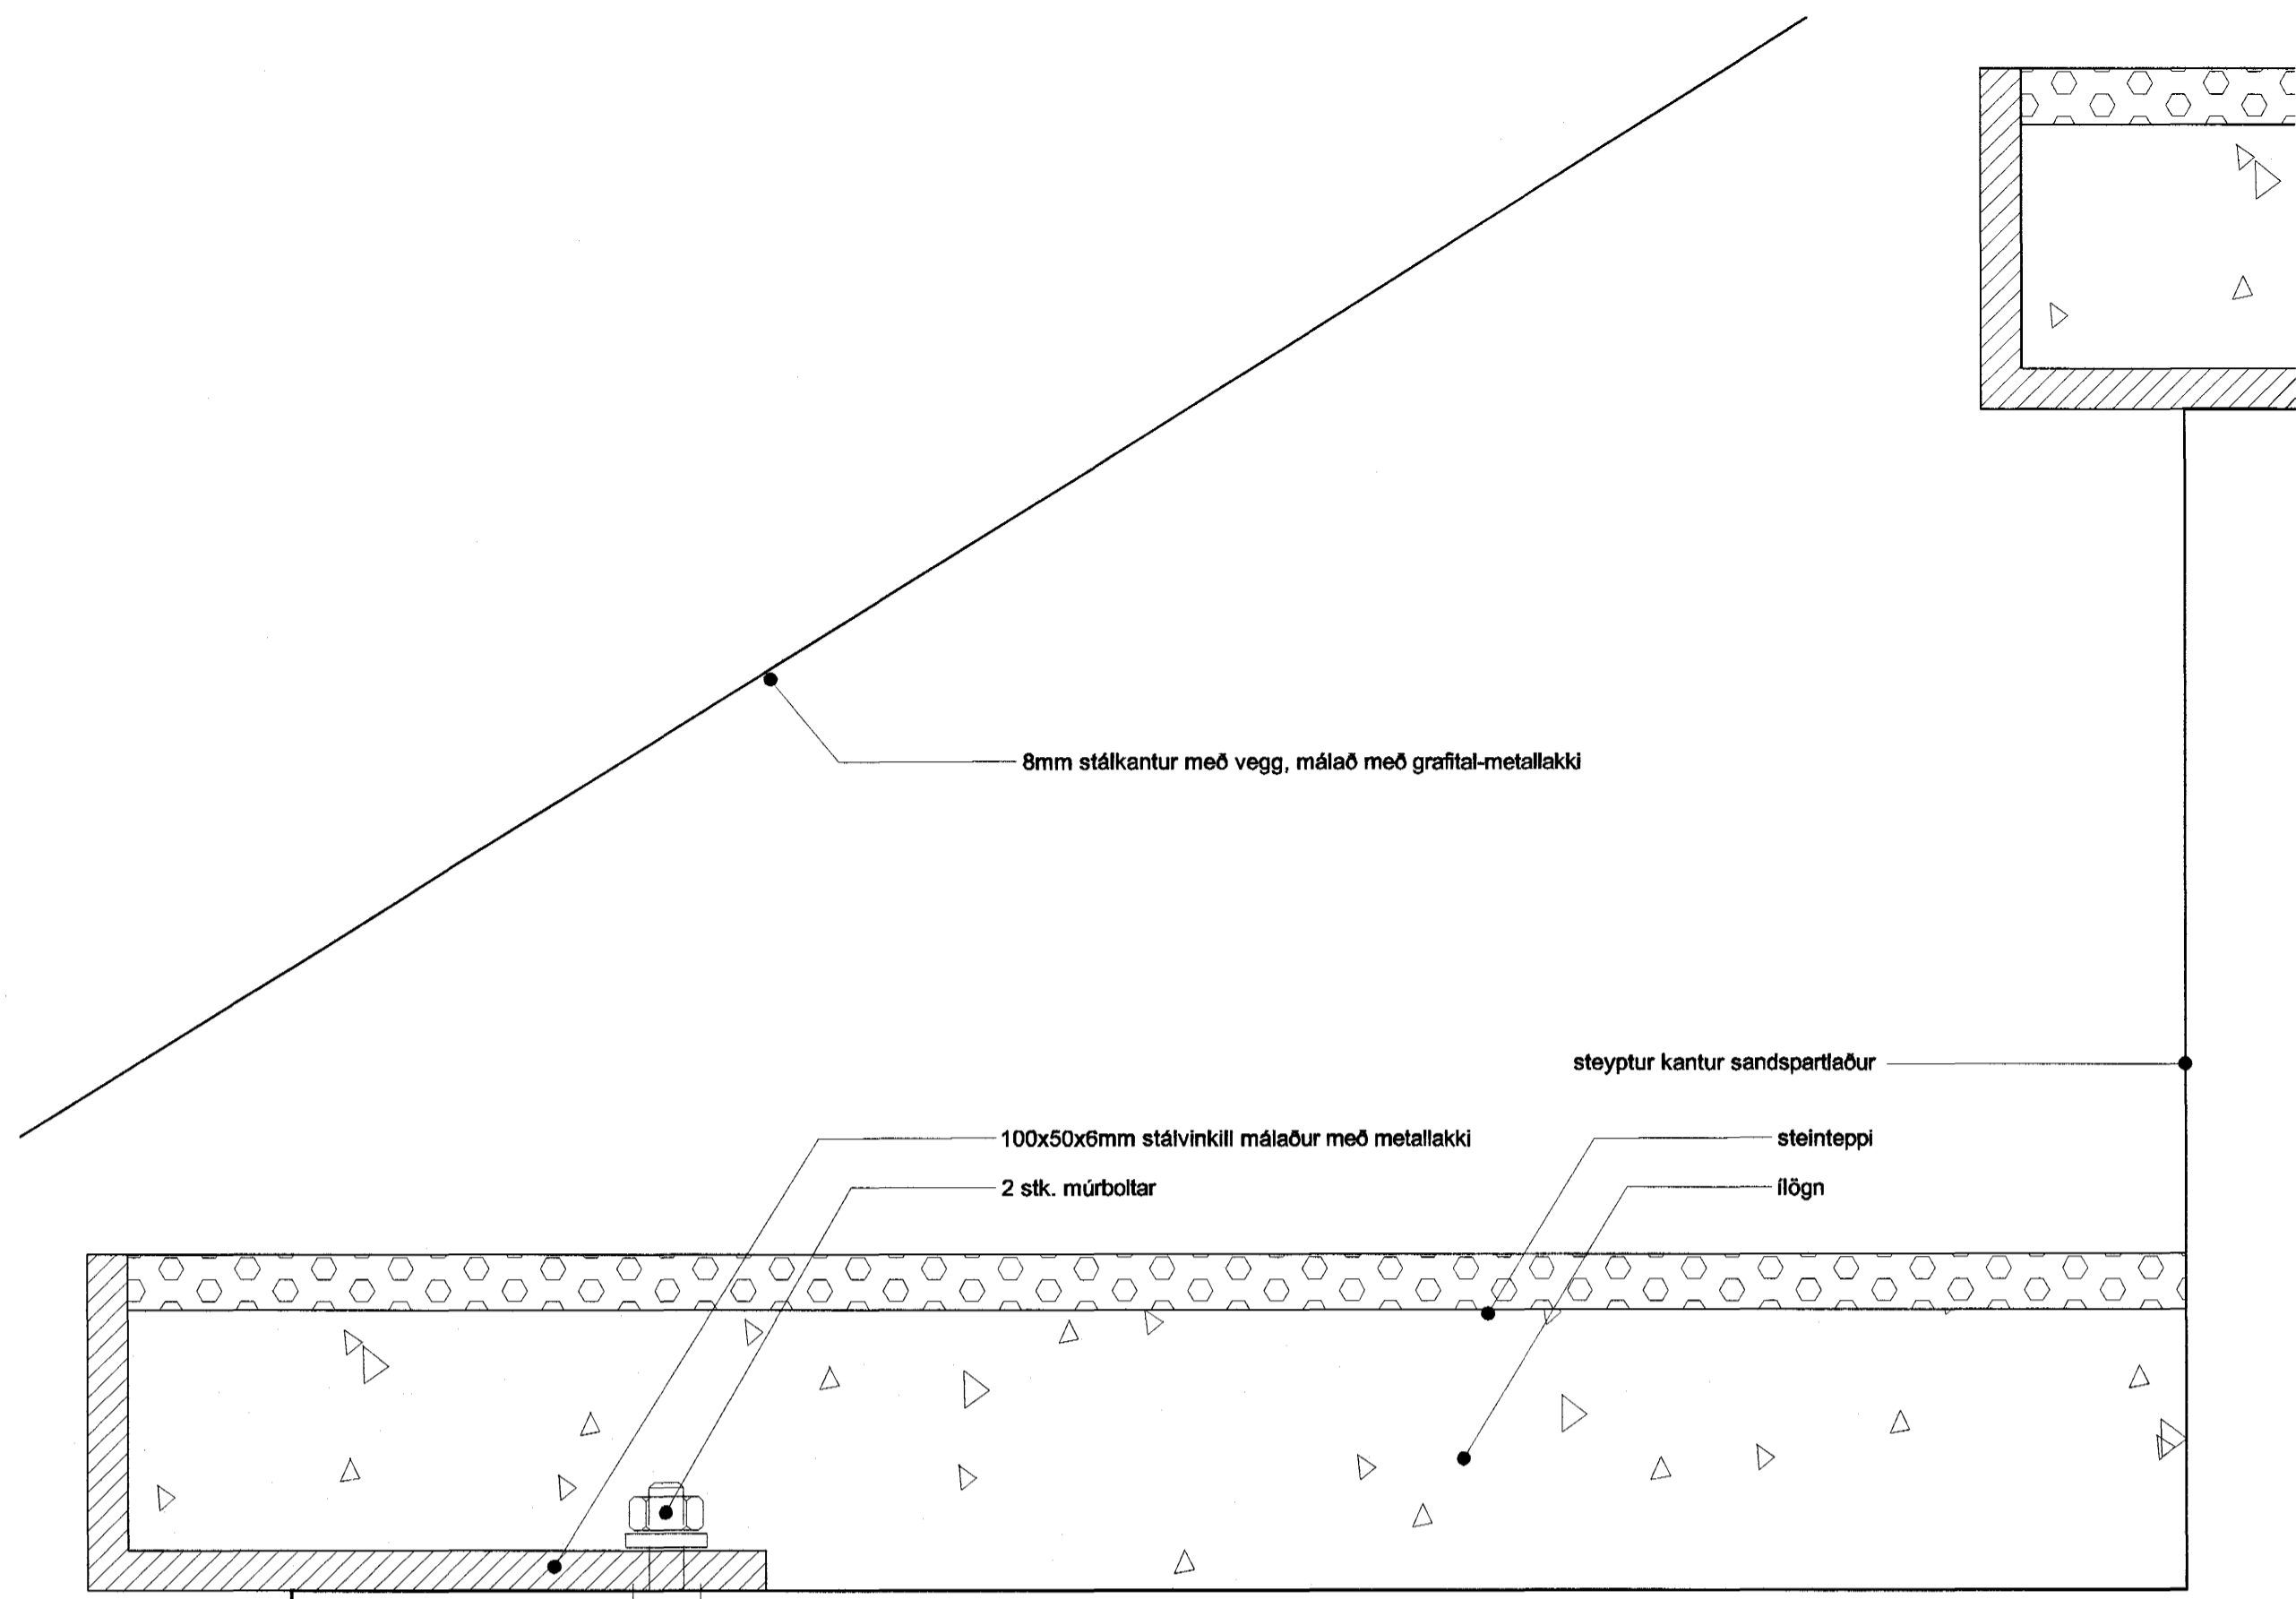 8mm stálkantur með vegg, málað með grafital-metallakki
steyptur kantur sandspartlaður
100x50x6mm stálvinkill málaður með metallakki
steinteppi
2 stk. múrboltar
ílögn